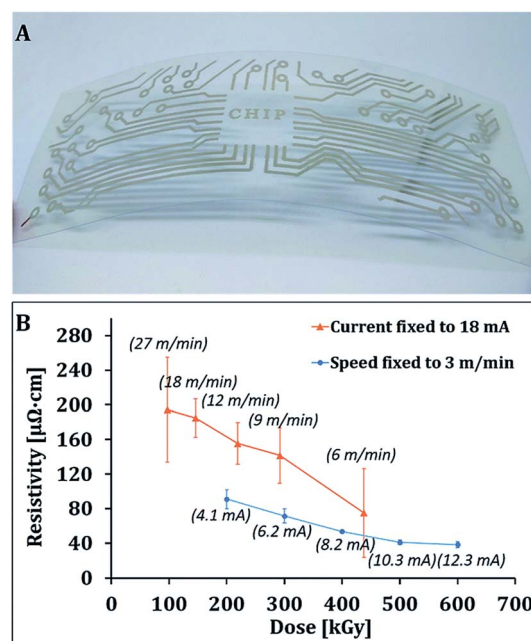 A
CHIP
B
280
240
200
160
120
80
40
0
Resistivity [μΩ·cm]
(27 m/min)
(18 m/min)
(12 m/min)
(9 m/min)
(6 m/min)
Current fixed to 18 mA
Speed fixed to 3 m/min
(4.1 mA)
(6.2 mA)
(8.2 mA)
(10.3 mA)
(12.3 mA)
0 100 200 300 400 500 600 700
Dose [kGy]